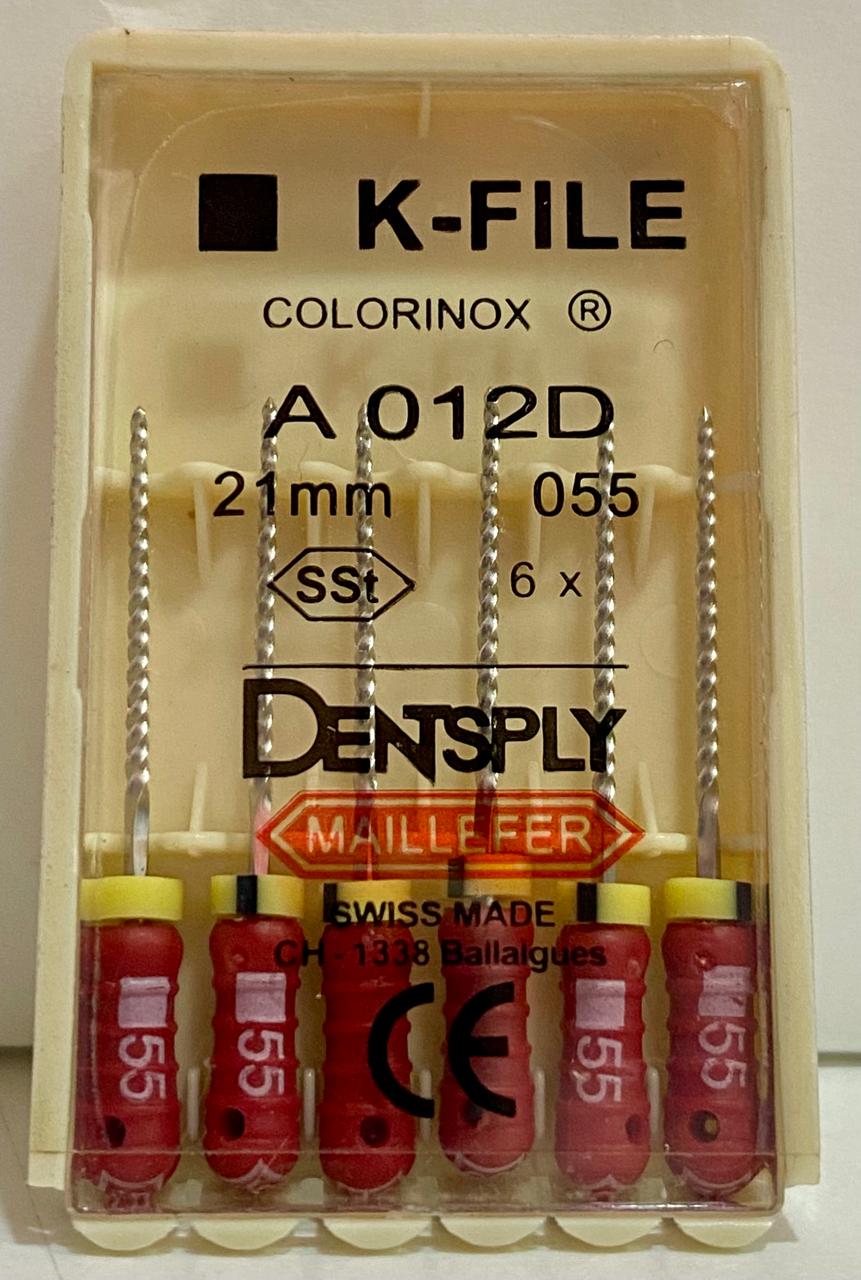 K-FILE
COLORINOX ®
A 012D
21mm 055
SSt 6 x
DENTSPLY
MAILLEFER
SWISS MADE
CH - 1338 Ballaigues
CE
55 55 55 55